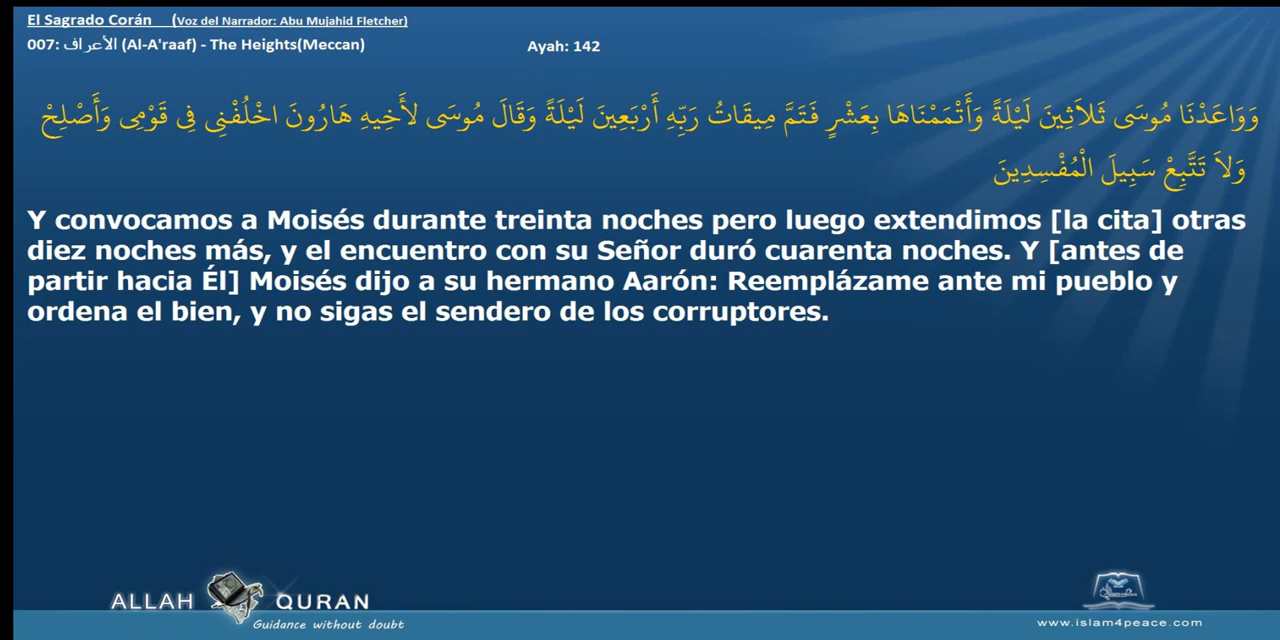 El Sagrado Corán (Voz del Narrador: Abu Mujahid Fletcher)
007: الأعراف (Al-A'raaf) - The Heights(Meccan) Ayah: 142
وَوَاعَدْنَا مُوسَى ثَلاَثِينَ لَيْلَةً وَأَتْمَمْنَاهَا بِعَشْرٍ فَتَمَّ مِيقَاتُ رَبِّهِ أَرْبَعِينَ لَيْلَةً وَقَالَ مُوسَى لأَخِيهِ هَارُونَ اخْلُفْنِى فِى قَوْمِى وَأَصْلِحْ
وَلاَ تَتَّبِعْ سَبِيلَ الْمُفْسِدِينَ
Y convocamos a Moisés durante treinta noches pero luego extendimos [la cita] otras
diez noches más, y el encuentro con su Señor duró cuarenta noches. Y [antes de
partir hacia Él] Moisés dijo a su hermano Aarón: Reemplázame ante mi pueblo y
ordena el bien, y no sigas el sendero de los corruptores.
ALLAH QURAN
Guidance without doubt
www.islam4peace.com